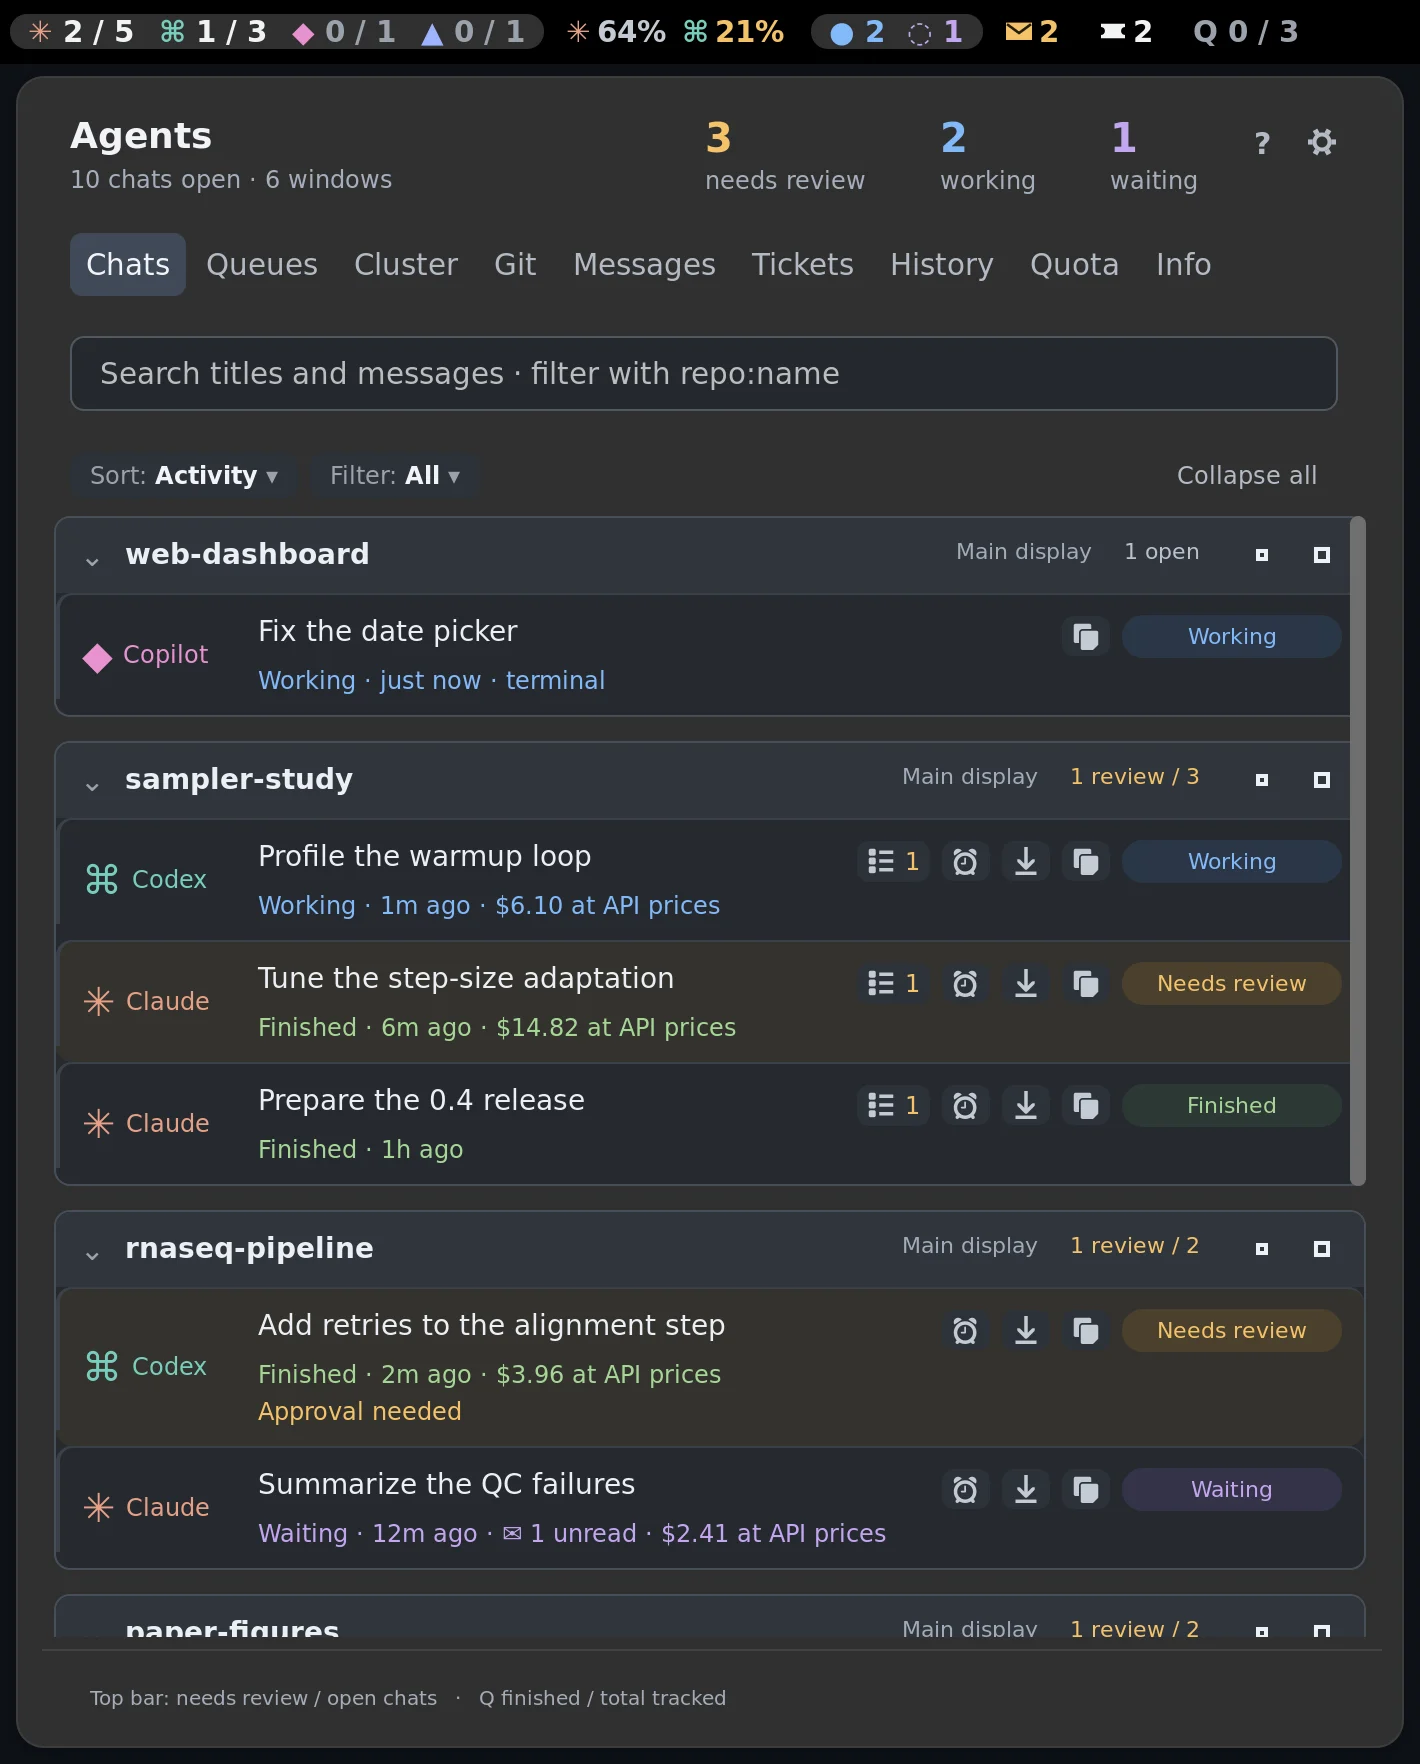 ✳ 2 / 5 ⌘ 1 / 3 ◆ 0 / 1 ▲ 0 / 1 ✳ 64% ⌘ 21% ● 2 ◌ 1 2 2 Q 0 / 3
Agents
10 chats open · 6 windows
3 needs review
2 working
1 waiting
?
Chats Queues Cluster Git Messages Tickets History Quota Info
Search titles and messages · filter with repo:name
Sort: Activity ▾ Filter: All ▾ Collapse all
web-dashboard Main display 1 open
◆ Copilot
Fix the date picker
Working
Working · just now · terminal
sampler-study Main display 1 review / 3
⌘ Codex
Profile the warmup loop
1
Working
Working · 1m ago · $6.10 at API prices
✳ Claude
Tune the step-size adaptation
1
Needs review
Finished · 6m ago · $14.82 at API prices
✳ Claude
Prepare the 0.4 release
1
Finished
Finished · 1h ago
rnaseq-pipeline Main display 1 review / 2
⌘ Codex
Add retries to the alignment step
Needs review
Finished · 2m ago · $3.96 at API prices
Approval needed
✳ Claude
Summarize the QC failures
Waiting
Waiting · 12m ago · ✉ 1 unread · $2.41 at API prices
paper-figures Main display 1 review / 2
Top bar: needs review / open chats · Q finished / total tracked